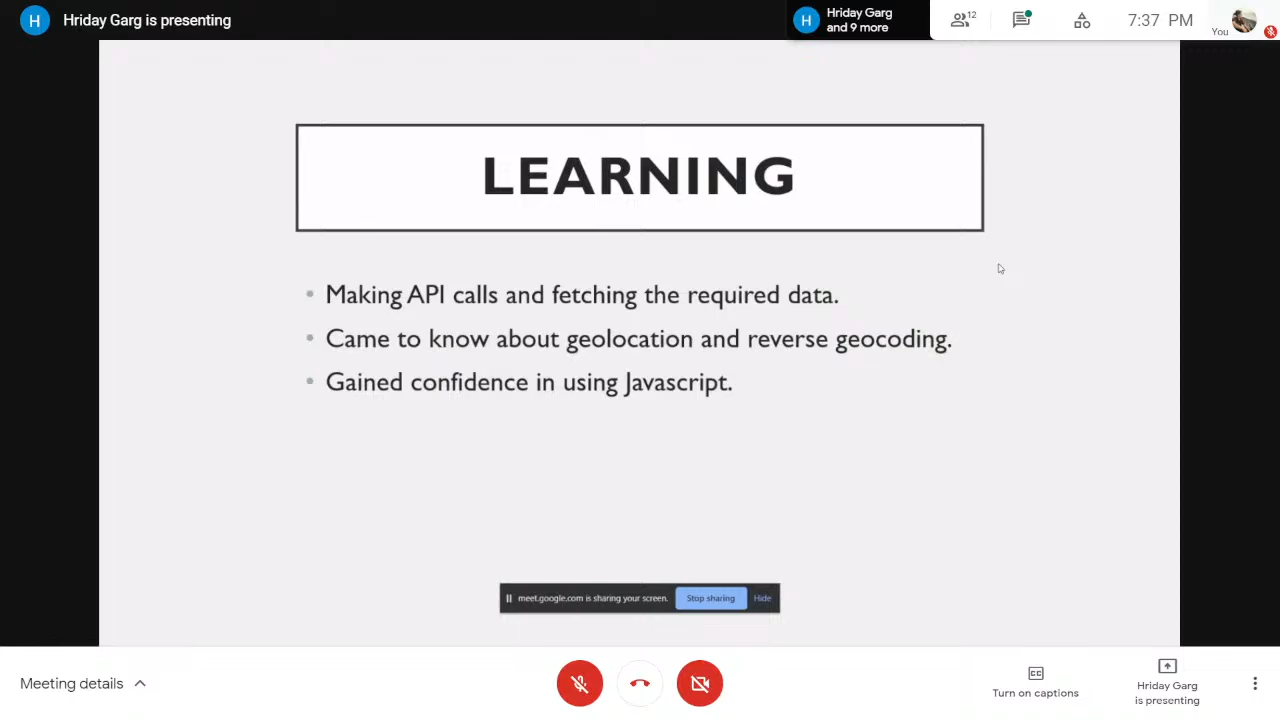 H Hriday Garg is presenting
H Hriday Garg and 9 more
12
7:37 PM
You
LEARNING
• Making API calls and fetching the required data.
• Came to know about geolocation and reverse geocoding.
• Gained confidence in using Javascript.
meet.google.com is sharing your screen. Stop sharing Hide
Meeting details
CC
Turn on captions
Hriday Garg
is presenting